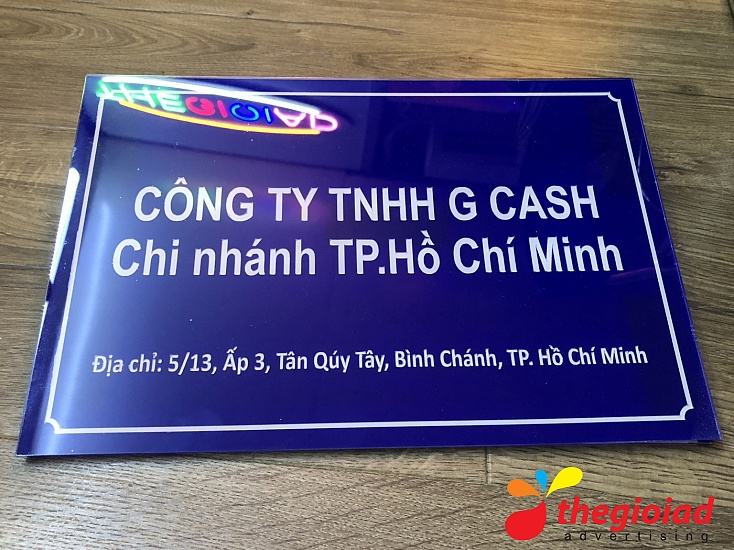 THEGIOIAD
CÔNG TY TNHH G CASH
Chi nhánh TP.Hồ Chí Minh
Địa chỉ: 5/13, Ấp 3, Tân Qúy Tây, Bình Chánh, TP. Hồ Chí Minh
thegioiad
advertising